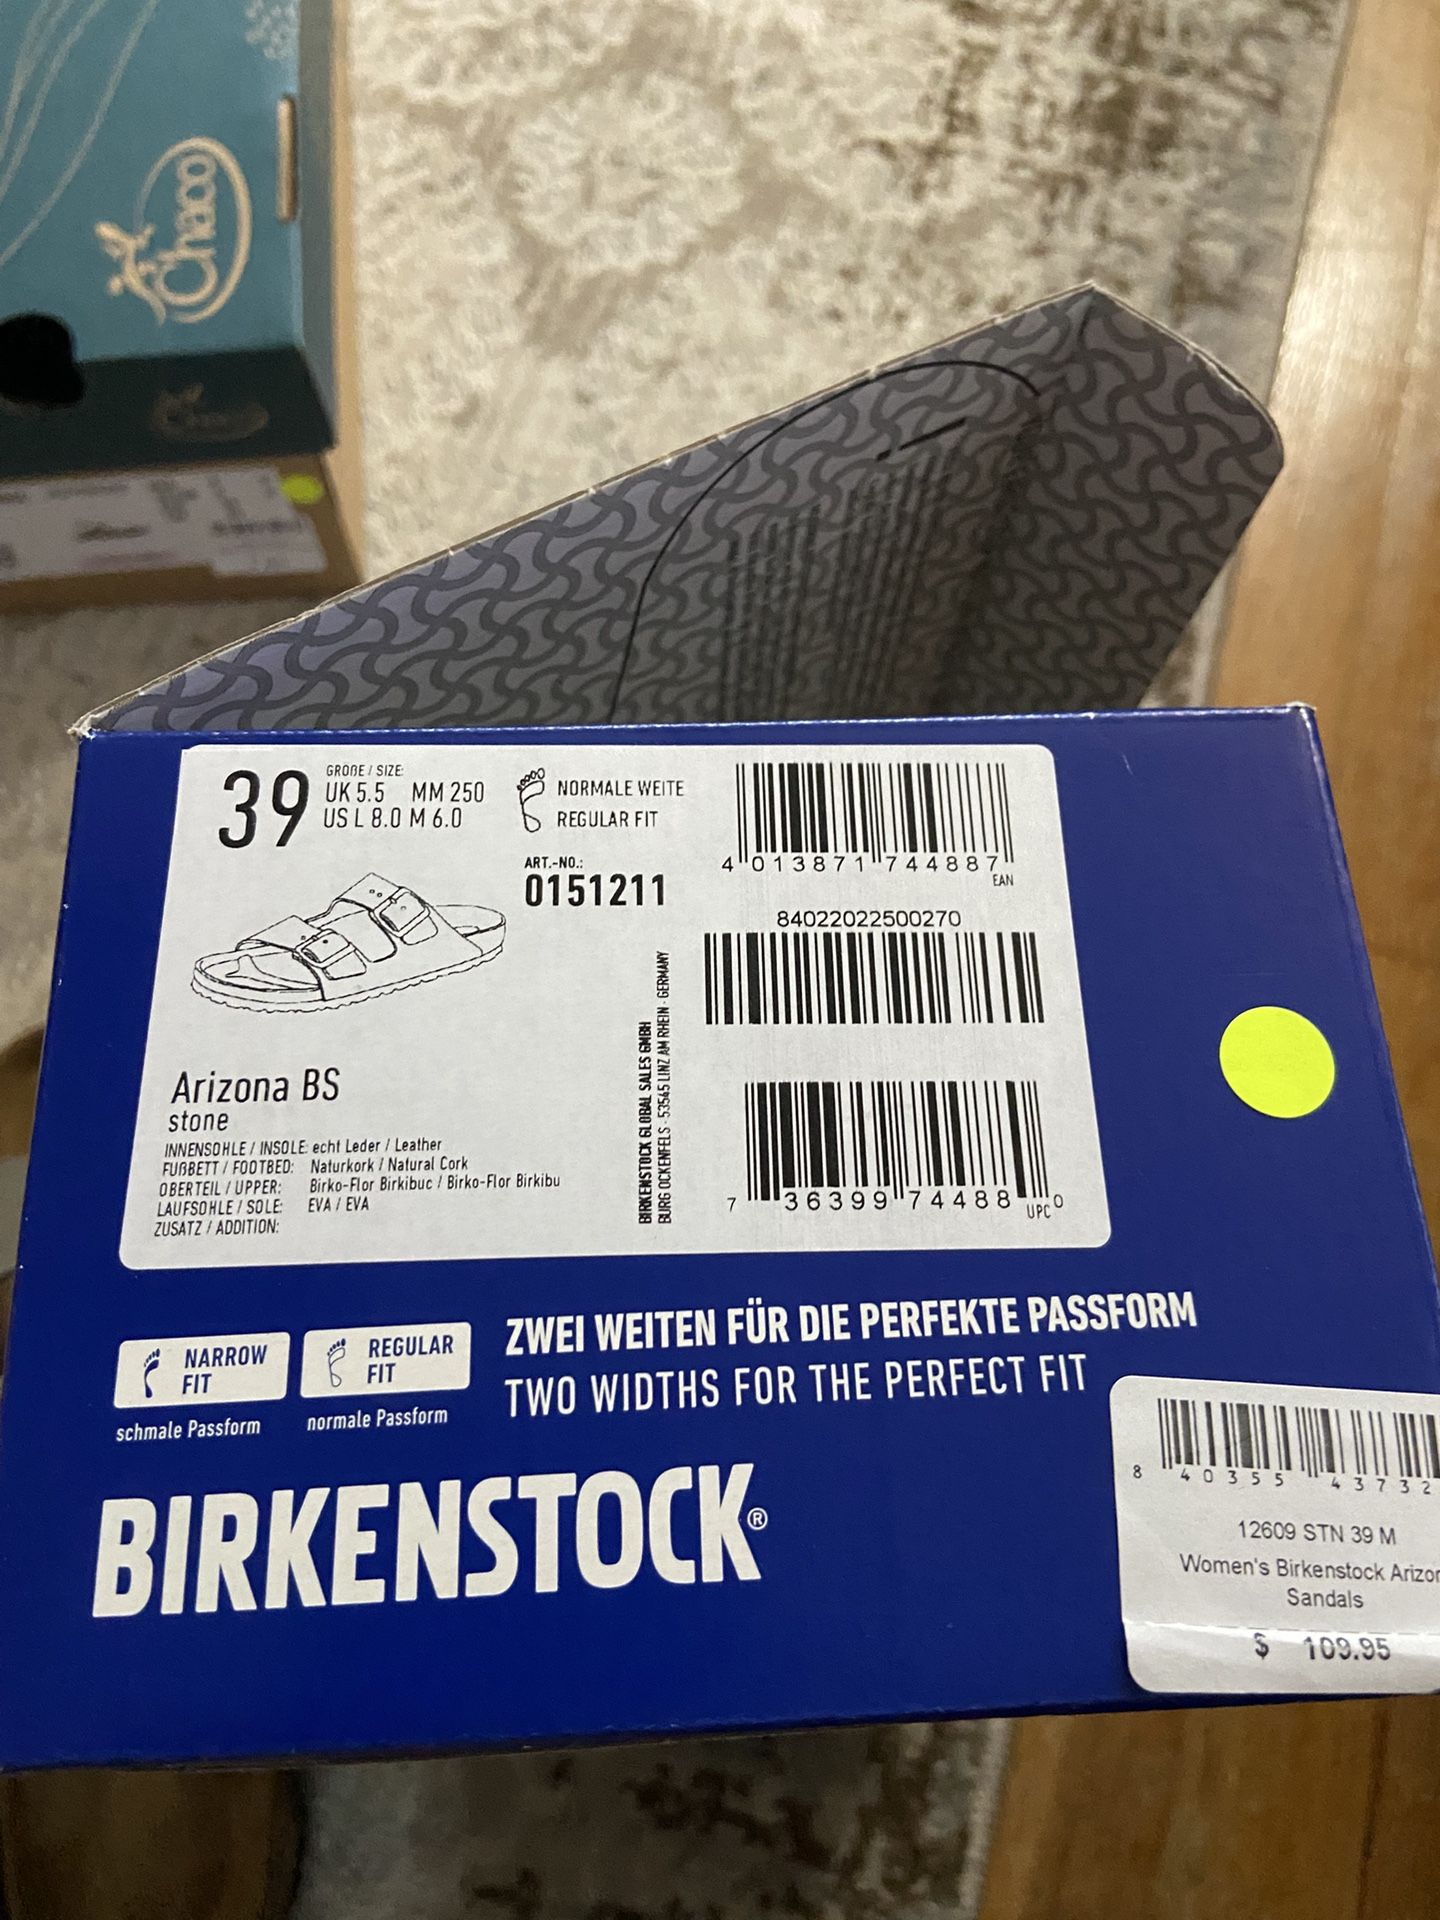 Chaco
Chaco
39
GROßE / SIZE:
UK 5.5 MM 250
US L 8.0 M 6.0
NORMALE WEITE
REGULAR FIT
ART.-NO.:
0151211
4 013871 744887
EAN
84022022500270
7 36399 74488 0
UPC
BIRKENSTOCK GLOBAL SALES GMBH
BURG OCKENFELS - 53545 LINZ AM RHEIN - GERMANY
Arizona BS
stone
INNENSOHLE / INSOLE: echt Leder / Leather
FUßBETT / FOOTBED: Naturkork / Natural Cork
OBERTEIL / UPPER: Birko-Flor Birkibuc / Birko-Flor Birkibu
LAUFSOHLE / SOLE: EVA / EVA
ZUSATZ / ADDITION:
NARROW
FIT
schmale Passform
REGULAR
FIT
normale Passform
ZWEI WEITEN FÜR DIE PERFEKTE PASSFORM
TWO WIDTHS FOR THE PERFECT FIT
BIRKENSTOCK®
8 40355 43732
12609 STN 39 M
Women's Birkenstock Arizon
Sandals
$ 109.95